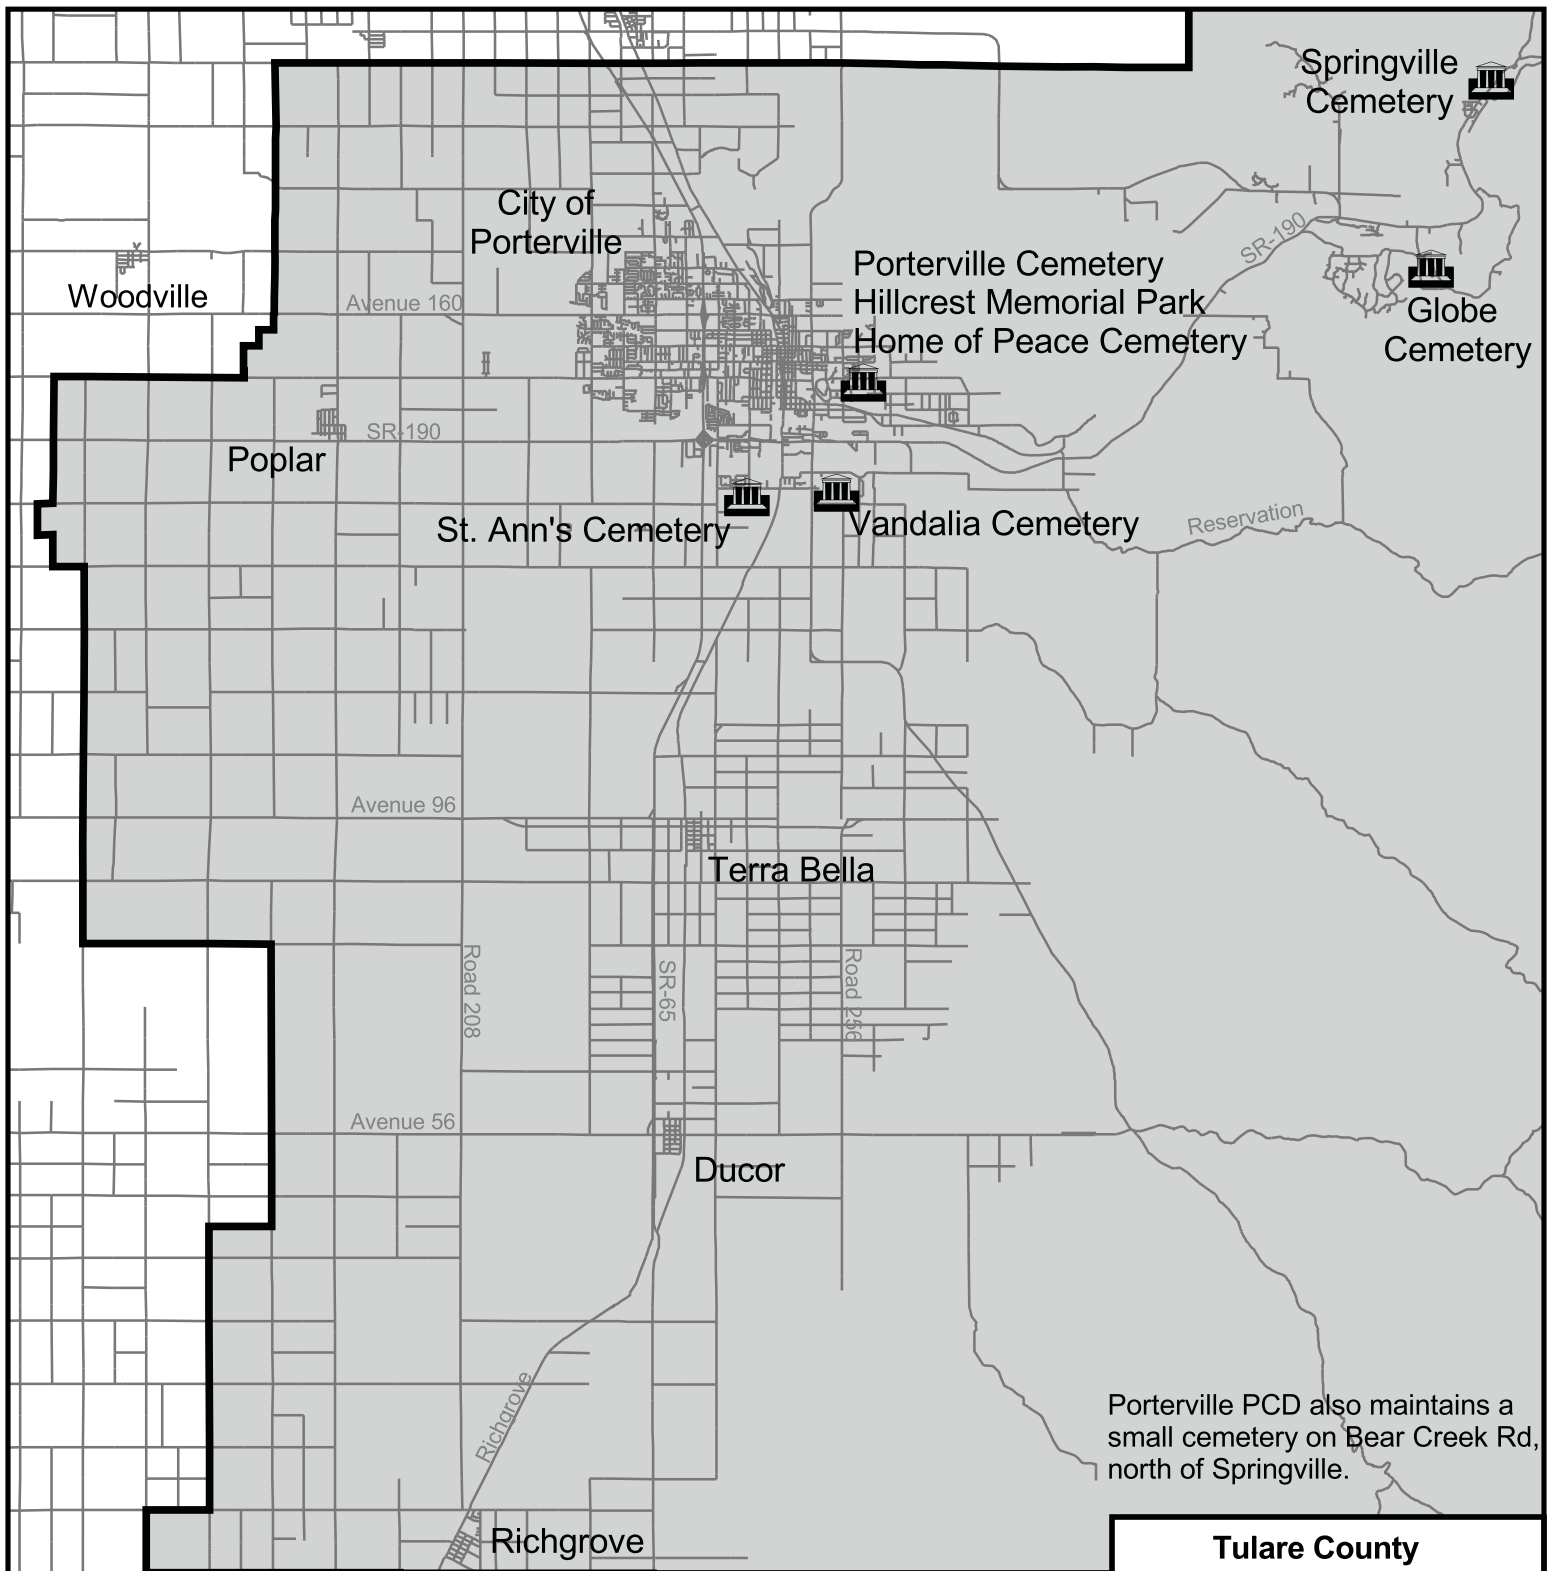 Springville
Cemetery
City of
Porterville
SR-190
Porterville Cemetery
Hillcrest Memorial Park
Home of Peace Cemetery
Woodville
Avenue 160
Globe
Cemetery
SR-190
Poplar
St. Ann's Cemetery
Vandalia Cemetery
Reservation
Avenue 96
Terra Bella
Road 208
SR-65
Road 256
Avenue 56
Ducor
Richgrove
Porterville PCD also maintains a
small cemetery on Bear Creek Rd,
north of Springville.
Richgrove
Tulare County